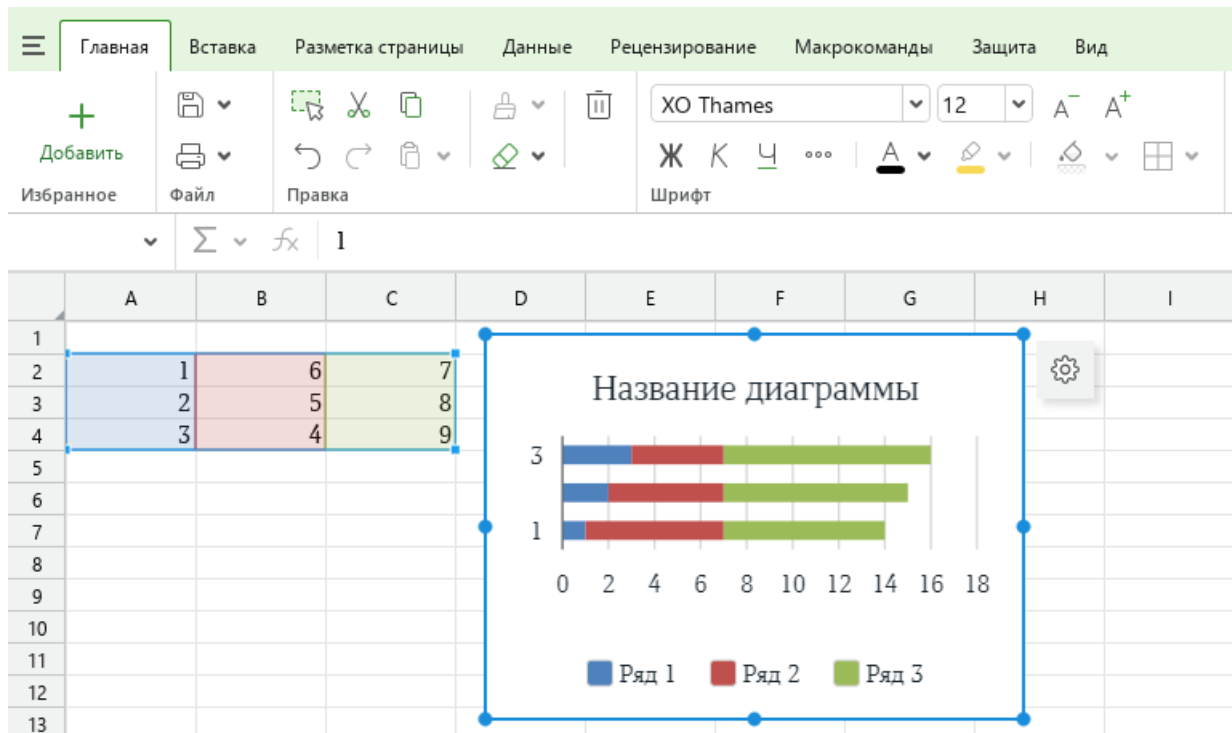 Главная Вставка Разметка страницы Данные Рецензирование Макрокоманды Защита Вид
XO Thames 12 A⁻ A⁺
Добавить Ж К Ч A
Избранное Файл Правка Шрифт
Σ fx 1
A B C D E F G H I
1
2 1 6 7
3 2 5 8
4 3 4 9
5
6
7
8
9
10
11
12
13
Название диаграммы
3
1
0 2 4 6 8 10 12 14 16 18
Ряд 1 Ряд 2 Ряд 3